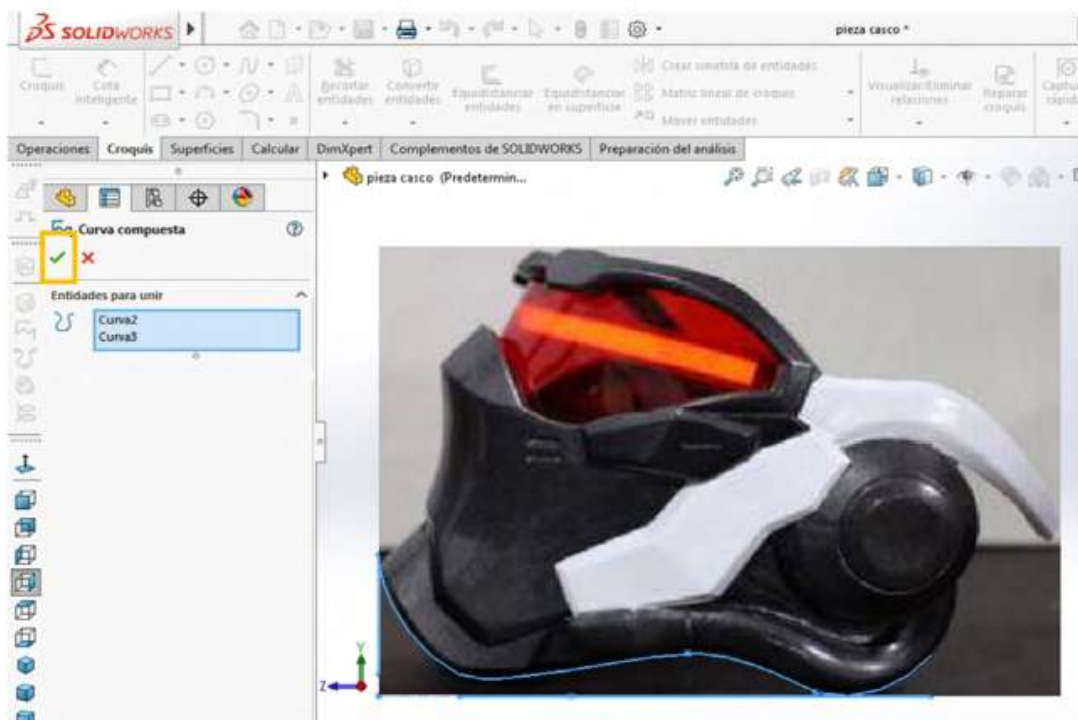 SOLIDWORKS
pieza casco *
Croquis
Cota inteligente
Recortar entidades
Convertir entidades
Equidistanciar entidades
Equidistanciar en superficie
Crear simetría de entidades
Matriz lineal de croquis
Mover entidades
Visualizar/Eliminar relaciones
Reparar croquis
Operaciones Croquis Superficies Calcular DimXpert Complementos de SOLIDWORKS Preparación del análisis
pieza casco (Predetermin...
Curva compuesta
Entidades para unir
Curva2
Curva3
Y
Z